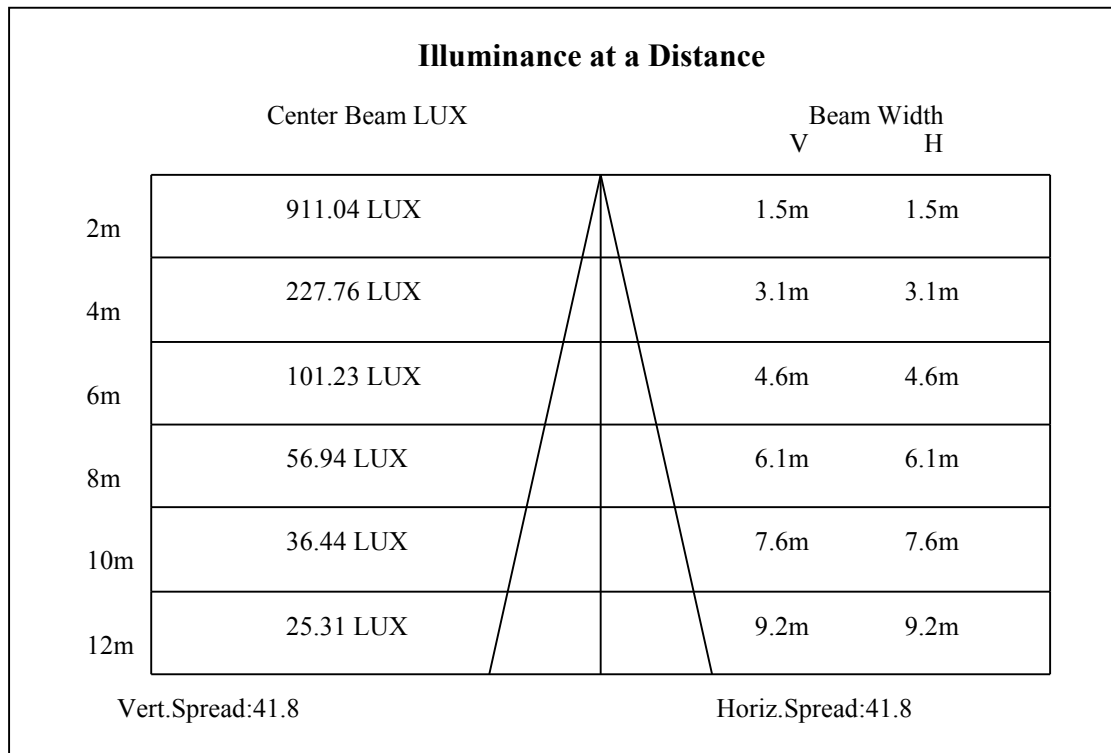 Illuminance at a Distance
Center Beam LUX Beam Width
V H
2m 911.04 LUX 1.5m 1.5m
4m 227.76 LUX 3.1m 3.1m
6m 101.23 LUX 4.6m 4.6m
8m 56.94 LUX 6.1m 6.1m
10m 36.44 LUX 7.6m 7.6m
12m 25.31 LUX 9.2m 9.2m
Vert.Spread:41.8 Horiz.Spread:41.8